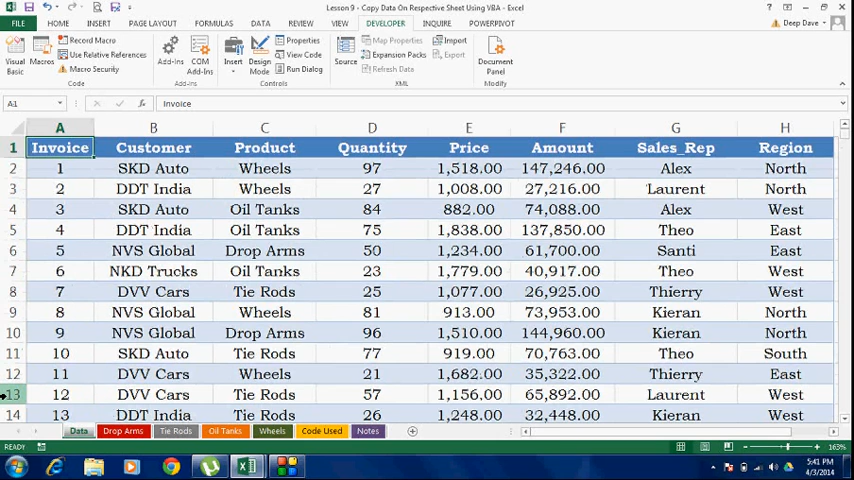 Lesson 9 - Copy Data On Respective Sheet Using VBA - Excel
FILE HOME INSERT PAGE LAYOUT FORMULAS DATA REVIEW VIEW DEVELOPER INQUIRE POWERPIVOT Deep Dave
Visual Basic Macros Record Macro Use Relative References Macro Security Add-Ins COM Add-Ins Insert Design Mode Properties View Code Run Dialog Source Map Properties Expansion Packs Refresh Data Import Export Document Panel
Code Add-Ins Controls XML Modify
A1 fx Invoice
A B C D E F G H
1 Invoice Customer Product Quantity Price Amount Sales_Rep Region
2 1 SKD Auto Wheels 97 1,518.00 147,246.00 Alex North
3 2 DDT India Wheels 27 1,008.00 27,216.00 Laurent North
4 3 SKD Auto Oil Tanks 84 882.00 74,088.00 Alex West
5 4 DDT India Oil Tanks 75 1,838.00 137,850.00 Theo East
6 5 NVS Global Drop Arms 50 1,234.00 61,700.00 Santi East
7 6 NKD Trucks Oil Tanks 23 1,779.00 40,917.00 Theo West
8 7 DVV Cars Tie Rods 25 1,077.00 26,925.00 Thierry West
9 8 NVS Global Wheels 81 913.00 73,953.00 Kieran North
10 9 NVS Global Drop Arms 96 1,510.00 144,960.00 Kieran North
11 10 SKD Auto Tie Rods 77 919.00 70,763.00 Theo South
12 11 DVV Cars Wheels 21 1,682.00 35,322.00 Thierry East
13 12 DVV Cars Tie Rods 57 1,156.00 65,892.00 Laurent West
14 13 DDT India Tie Rods 26 1,248.00 32,448.00 Kieran West
Data Drop Arms Tie Rods Oil Tanks Wheels Code Used Notes
READY 163%
5:41 PM
4/3/2014